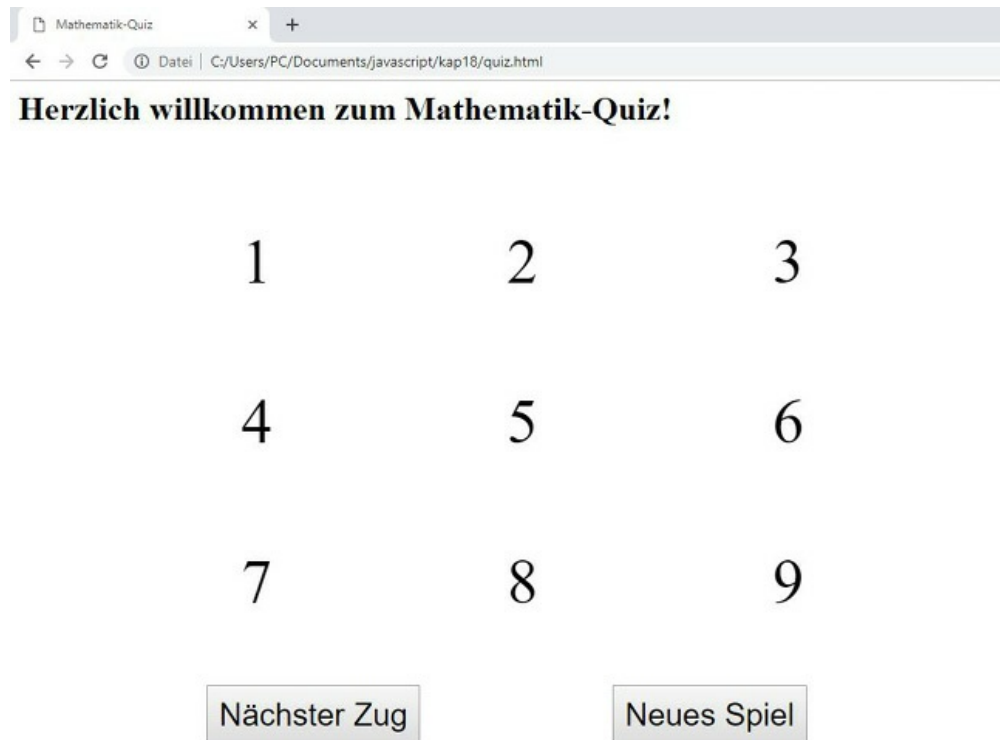 Mathematik-Quiz
Datei | C:/Users/PC/Documents/javascript/kap18/quiz.html
Herzlich willkommen zum Mathematik-Quiz!
1 2 3
4 5 6
7 8 9
Nächster Zug Neues Spiel